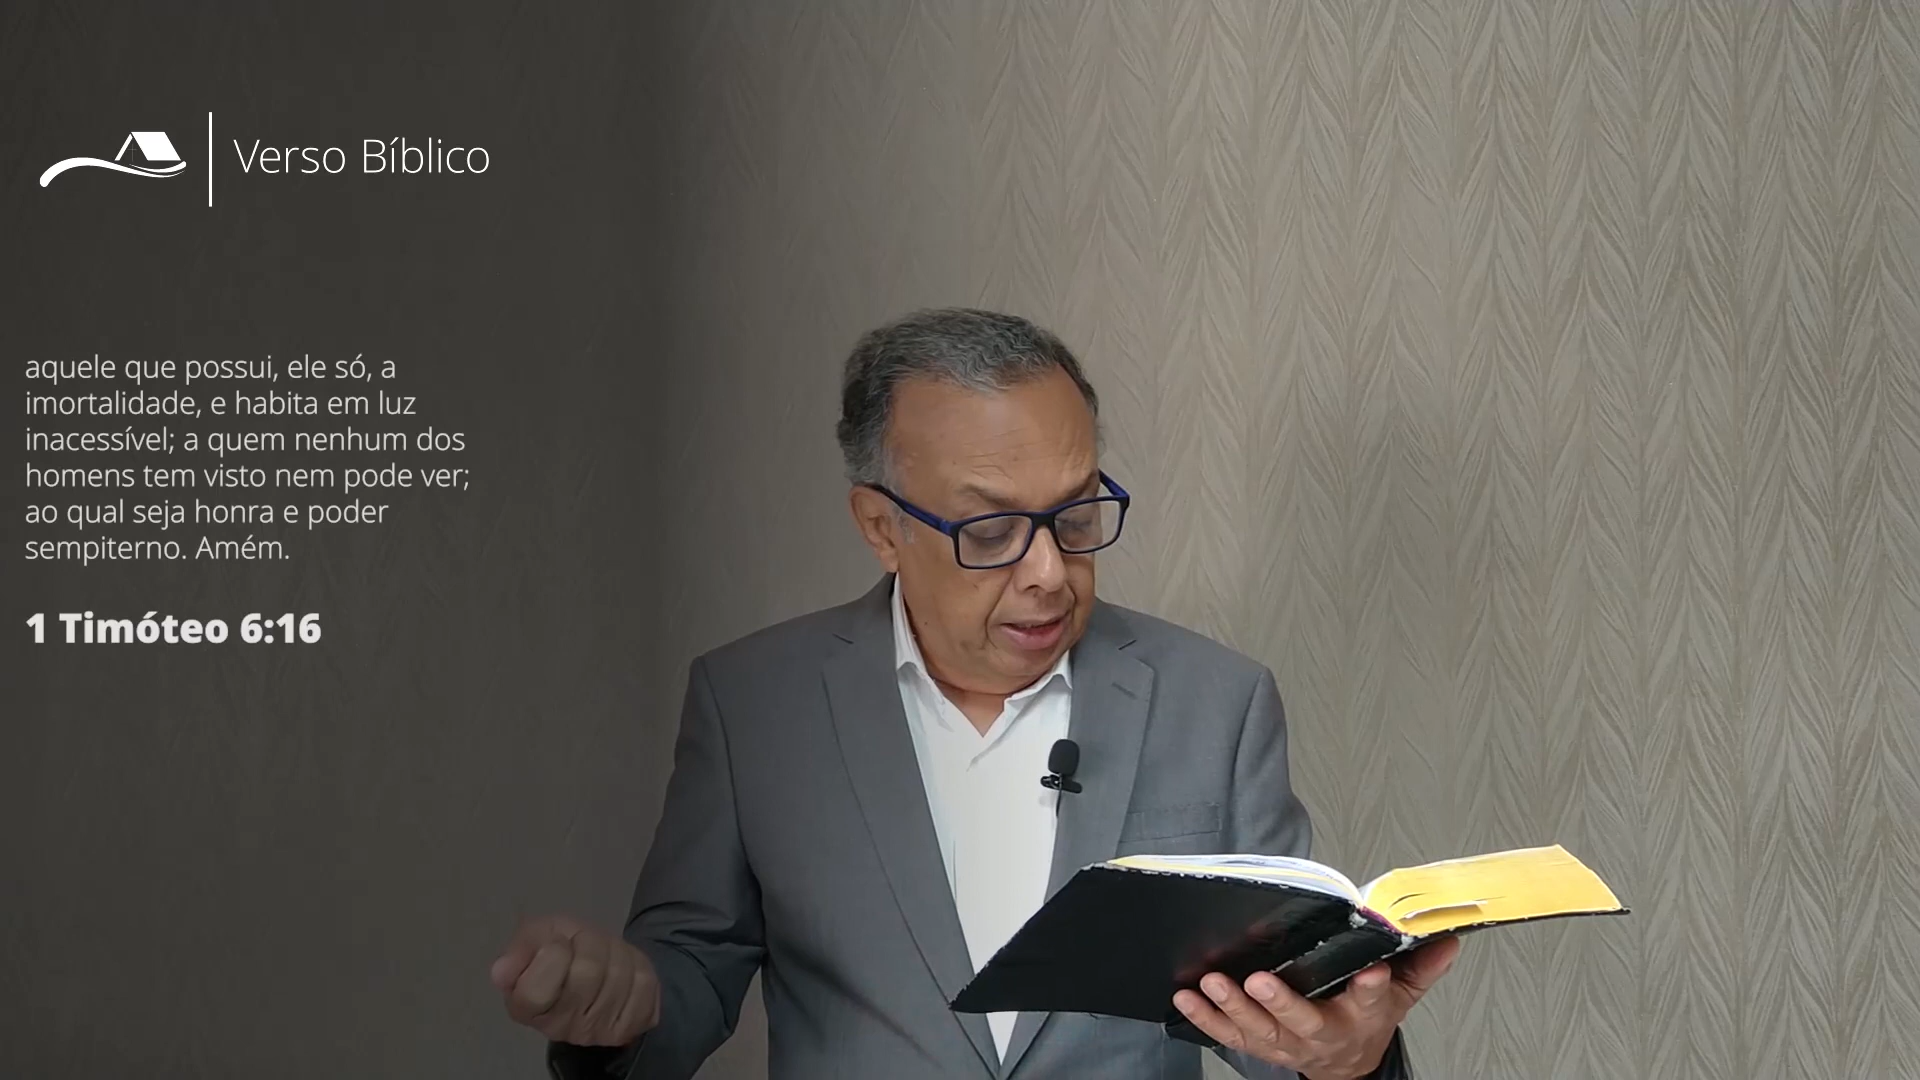 Verso Bíblico
aquele que possui, ele só, a
imortalidade, e habita em luz
inacessível; a quem nenhum dos
homens tem visto nem pode ver;
ao qual seja honra e poder
sempiterno. Amém.
1 Timóteo 6:16